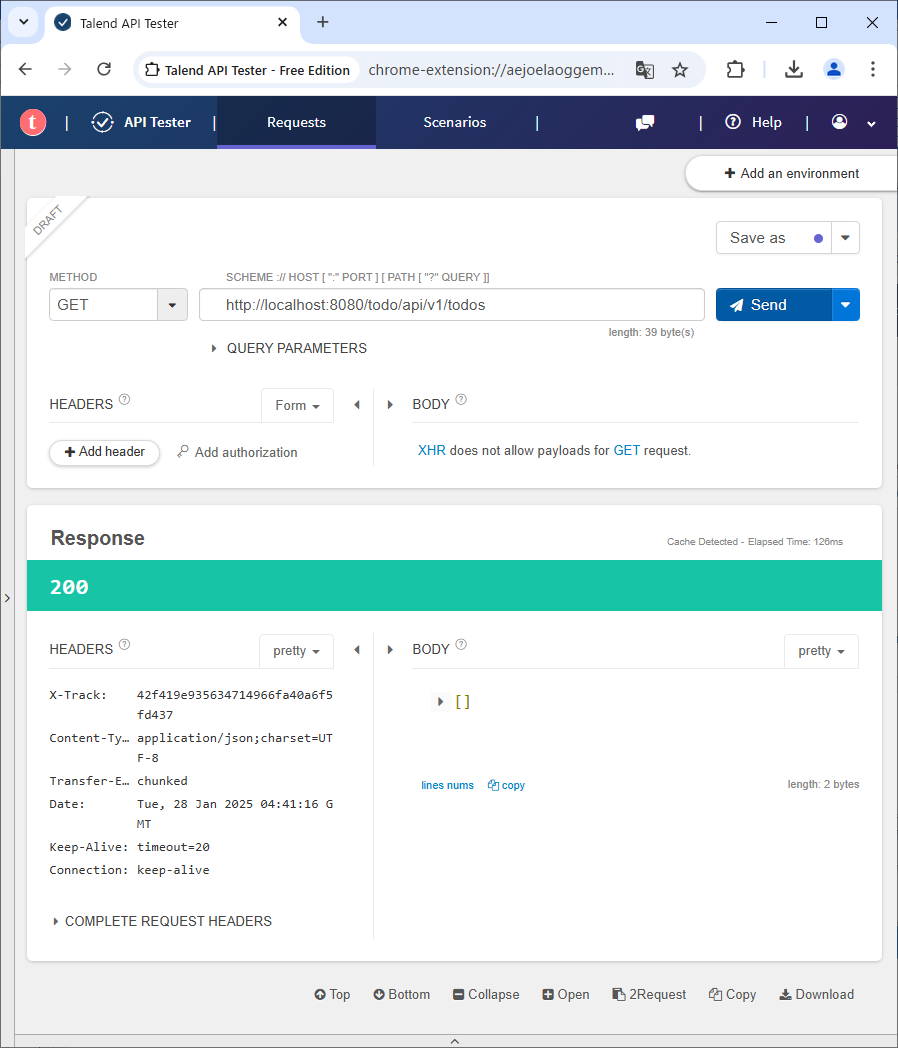 Talend API Tester
Talend API Tester - Free Edition chrome-extension://aejoelaoggem...
t | API Tester | Requests Scenarios | | Help |
+ Add an environment
DRAFT
Save as
METHOD SCHEME :// HOST [ ":" PORT ] [ PATH [ "?" QUERY ]]
GET http://localhost:8080/todo/api/v1/todos Send
length: 39 byte(s)
QUERY PARAMETERS
HEADERS ? Form BODY ?
+ Add header Add authorization XHR does not allow payloads for GET request.
Response
Cache Detected - Elapsed Time: 126ms
200
HEADERS ? pretty BODY ? pretty
X-Track: 42f419e935634714966fa40a6f5
fd437
[]
Content-Ty… application/json;charset=UT
F-8
Transfer-E… chunked
lines nums copy length: 2 bytes
Date: Tue, 28 Jan 2025 04:41:16 G
MT
Keep-Alive: timeout=20
Connection: keep-alive
COMPLETE REQUEST HEADERS
Top Bottom Collapse Open 2Request Copy Download